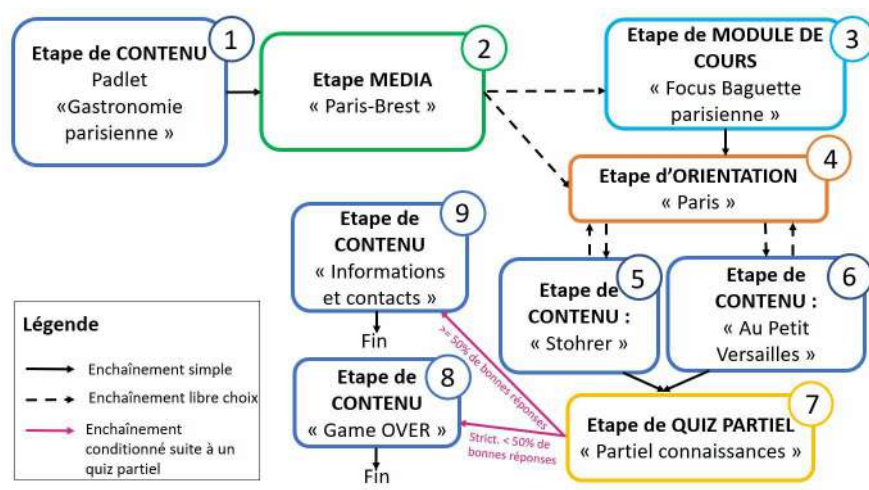 1
Etape de CONTENU
Padlet
«Gastronomie
parisienne »
2
Etape MEDIA
« Paris-Brest »
3
Etape de MODULE DE
COURS
« Focus Baguette
parisienne »
4
Etape d'ORIENTATION
« Paris »
9
Etape de
CONTENU
« Informations
et contacts »
Fin
5
Etape de
CONTENU :
« Stohrer »
6
Etape de
CONTENU :
« Au Petit
Versailles »
8
Etape de
CONTENU
« Game OVER »
Fin
>= 50% de bonnes réponses
Strict. < 50% de
bonnes réponses
7
Etape de QUIZ PARTIEL
« Partiel connaissances »
Légende
Enchaînement simple
Enchaînement libre choix
Enchaînement
conditionné suite à un
quiz partiel